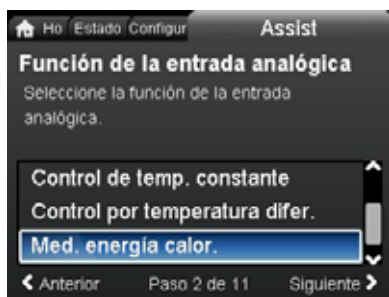 Ho Estado Configur Assist
Función de la entrada analógica
Seleccione la función de la entrada
analógica.
Control de temp. constante
Control por temperatura difer.
Med. energía calor.
Anterior Paso 2 de 11 Siguiente